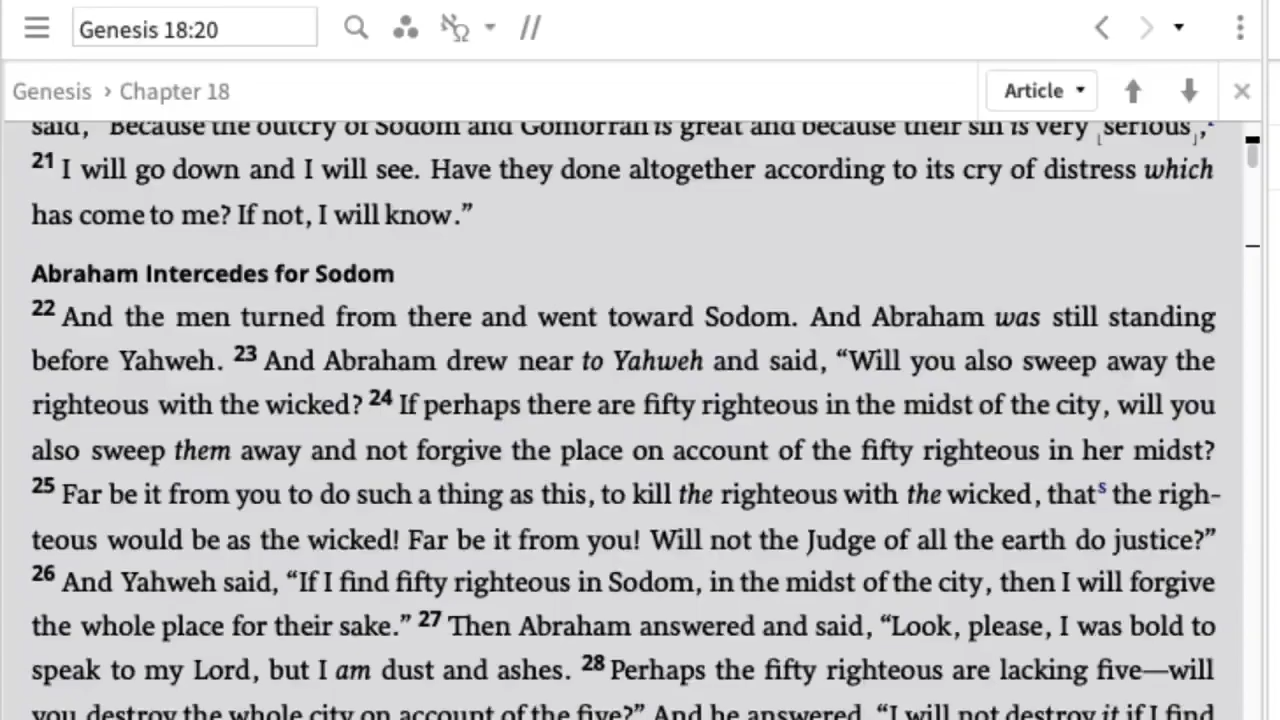 Genesis 18:20
Genesis › Chapter 18
Article
said, “Because the outcry of Sodom and Gomorrah is great and because their sin is very ⌊serious⌋,
21 I will go down and I will see. Have they done altogether according to its cry of distress which
has come to me? If not, I will know.”
Abraham Intercedes for Sodom
22 And the men turned from there and went toward Sodom. And Abraham was still standing
before Yahweh. 23 And Abraham drew near to Yahweh and said, “Will you also sweep away the
righteous with the wicked? 24 If perhaps there are fifty righteous in the midst of the city, will you
also sweep them away and not forgive the place on account of the fifty righteous in her midst?
25 Far be it from you to do such a thing as this, to kill the righteous with the wicked, that s the righ-
teous would be as the wicked! Far be it from you! Will not the Judge of all the earth do justice?”
26 And Yahweh said, “If I find fifty righteous in Sodom, in the midst of the city, then I will forgive
the whole place for their sake.” 27 Then Abraham answered and said, “Look, please, I was bold to
speak to my Lord, but I am dust and ashes. 28 Perhaps the fifty righteous are lacking five—will
you destroy the whole city on account of the five?” And he answered, “I will not destroy it if I find